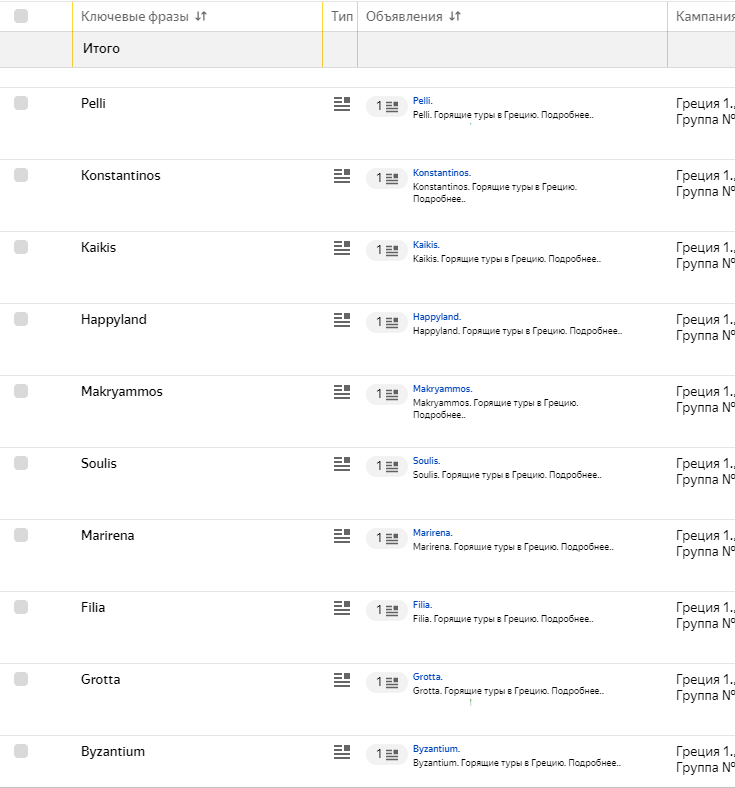 Ключевые фразы Тип Объявления Кампания
Итого
Pelli 1 Pelli. Греция 1.,
Pelli. Горящие туры в Грецию. Подробнее.. Группа №
Konstantinos 1 Konstantinos. Греция 1.,
Konstantinos. Горящие туры в Грецию. Группа №
Подробнее..
Kaikis 1 Kaikis. Греция 1.,
Kaikis. Горящие туры в Грецию. Подробнее.. Группа №
Happyland 1 Happyland. Греция 1.,
Happyland. Горящие туры в Грецию. Подробнее.. Группа №
Makryammos 1 Makryammos. Греция 1.,
Makryammos. Горящие туры в Грецию. Группа №
Подробнее..
Soulis 1 Soulis. Греция 1.,
Soulis. Горящие туры в Грецию. Подробнее.. Группа №
Marirena 1 Marirena. Греция 1.,
Marirena. Горящие туры в Грецию. Подробнее.. Группа №
Filia 1 Filia. Греция 1.,
Filia. Горящие туры в Грецию. Подробнее.. Группа №
Grotta 1 Grotta. Греция 1.,
Grotta. Горящие туры в Грецию. Подробнее.. Группа №
Byzantium 1 Byzantium. Греция 1.,
Byzantium. Горящие туры в Грецию. Подробнее.. Группа №